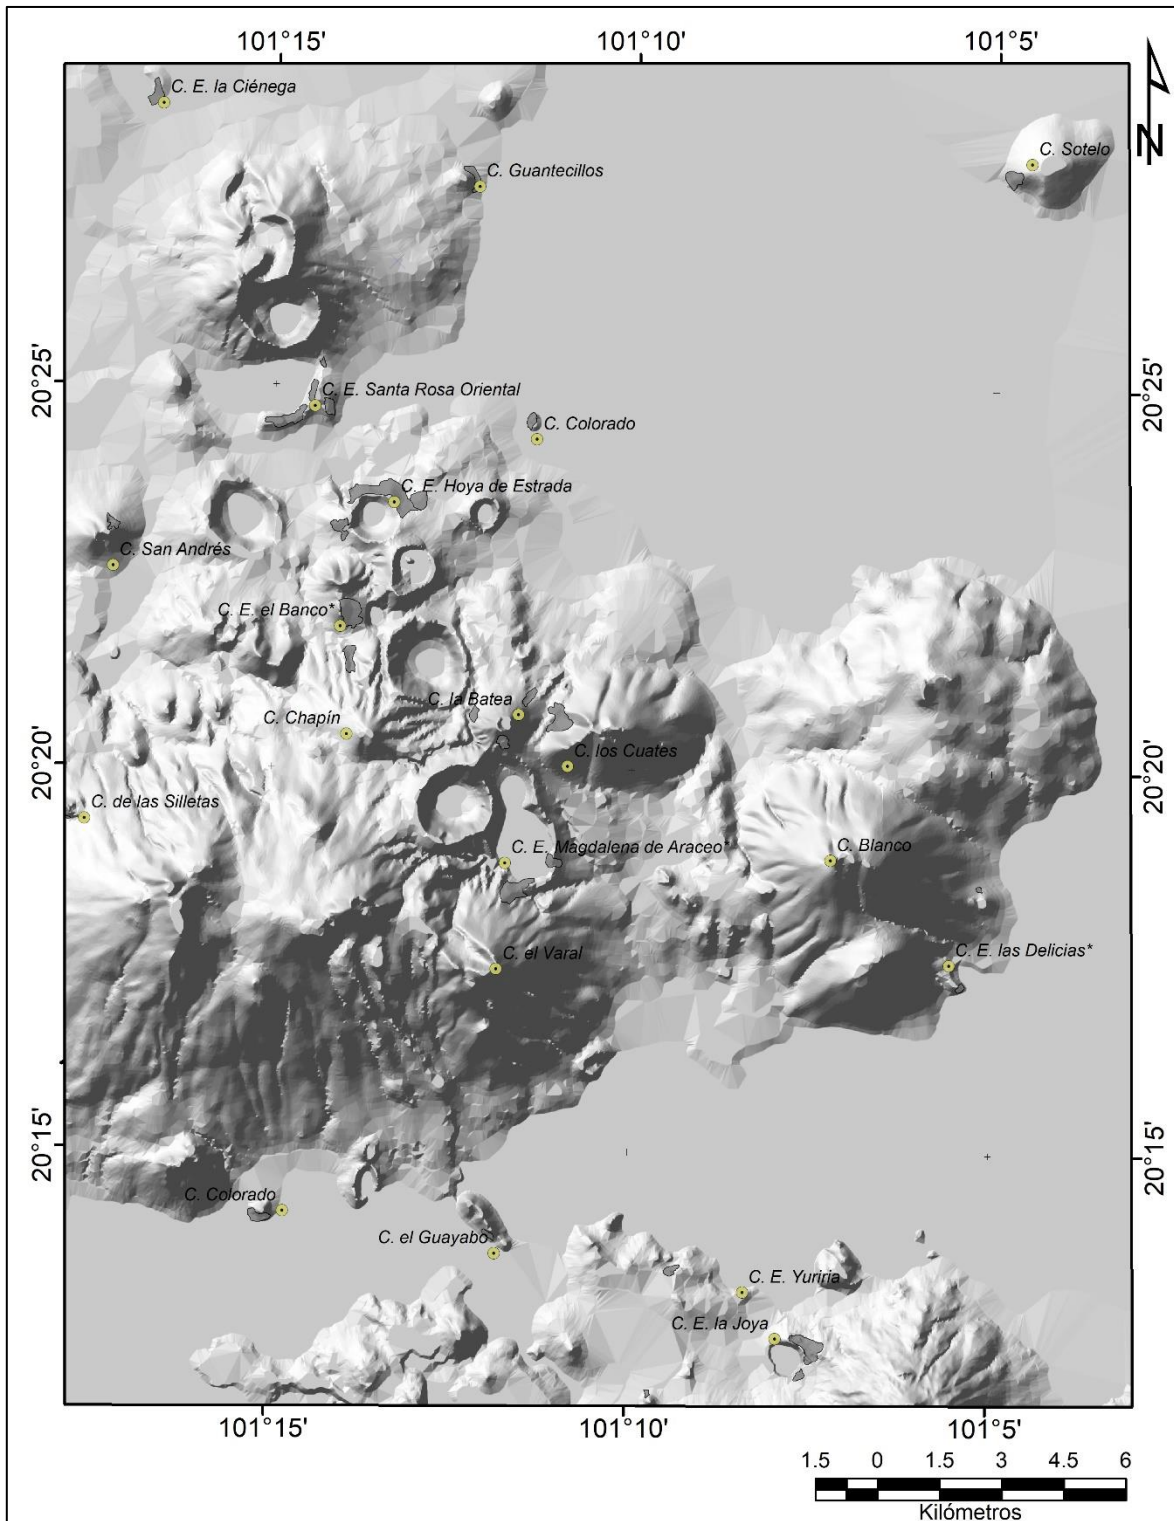 101°15' 101°10' 101°5'
C. E. la Ciénega
N
C. Sotelo
C. Guantecillos
20°25'
20°25'
C. E. Santa Rosa Oriental
C. Colorado
C. E. Hoya de Estrada
C. San Andrés
C. E. el Banco*
C. la Batea
C. Chapín
20°20'
20°20'
C. los Cuates
C. de las Silletas
C. E. Magdalena de Araceo*
C. Blanco
C. E. las Delicias*
C. el Varal
20°15'
20°15'
C. Colorado
C. el Guayabo
C. E. Yuriria
C. E. la Joya
101°15' 101°10' 101°5'
1.5 0 1.5 3 4.5 6
Kilómetros